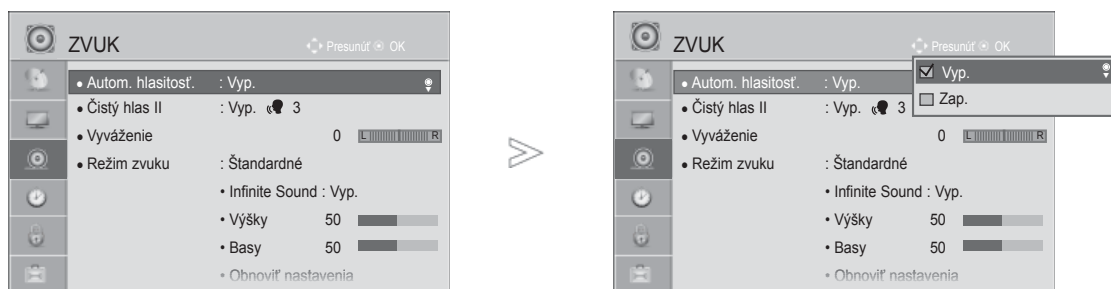 ZVUK
Presunúť OK
• Autom. hlasitosť. : Vyp.
• Čistý hlas II : Vyp. 3
• Vyváženie 0 L R
• Režim zvuku : Štandardné
• Infinite Sound : Vyp.
• Výšky 50
• Basy 50
• Obnoviť nastavenia
ZVUK
Presunúť OK
• Autom. hlasitosť. : Vyp.
Vyp.
Zap.
• Čistý hlas II : Vyp. 3
• Vyváženie 0 L R
• Režim zvuku : Štandardné
• Infinite Sound : Vyp.
• Výšky 50
• Basy 50
• Obnoviť nastavenia